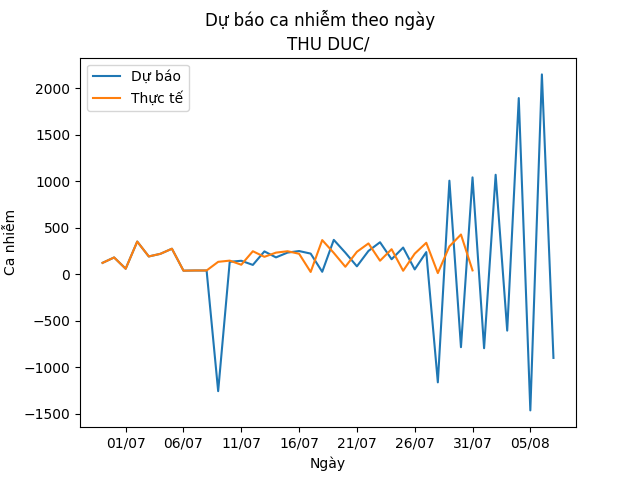 Dự báo ca nhiễm theo ngày
THU DUC/
Dự báo
Thực tế
2000
1500
1000
500
0
−500
−1000
−1500
Ca nhiễm
01/07 06/07 11/07 16/07 21/07 26/07 31/07 05/08
Ngày